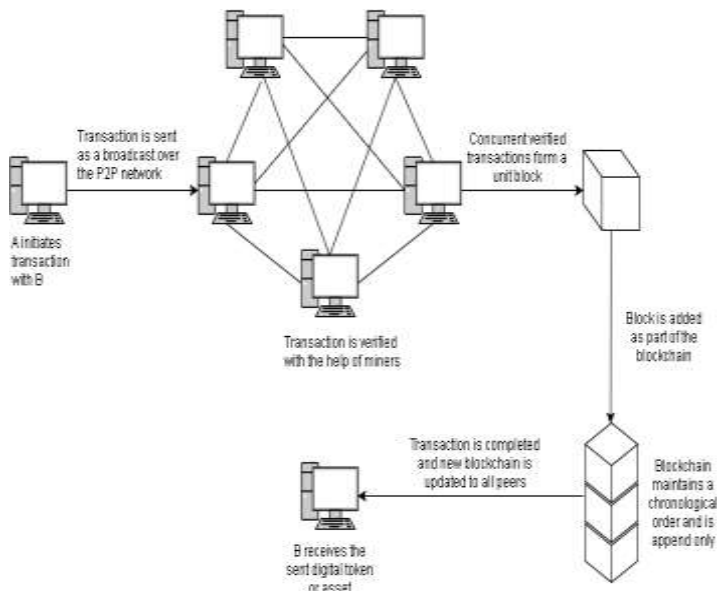 Transaction is sent
as a broadcast over
the P2P network
A initiates
transaction
with B
Concurrent verified
transactions form a
unit block
Transaction is verified
with the help of miners
Block is added
as part of the
blockchain
Blockchain
maintains a
chronological
order and is
append only
Transaction is completed
and new blockchain is
updated to all peers
B receives the
sent digital token
or asset